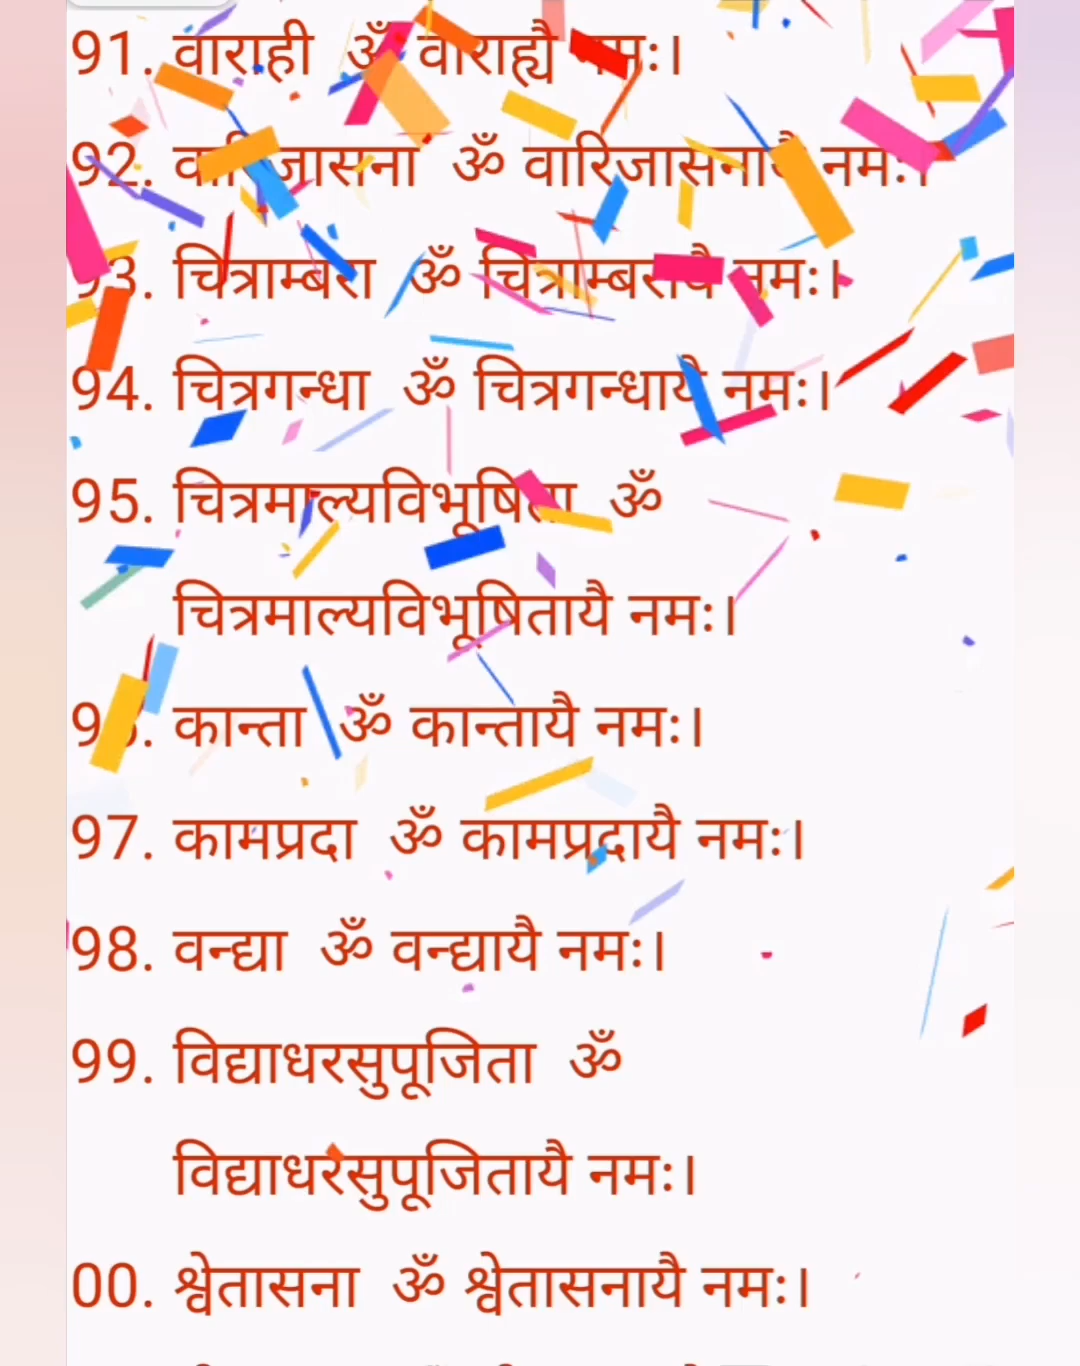 91. वाराही ॐ वाराह्यै नमः।
92. वारिजासना ॐ वारिजासनायै नमः।
93. चित्राम्बरा ॐ चित्राम्बरायै नमः।
94. चित्रगन्धा ॐ चित्रगन्धायै नमः।
95. चित्रमाल्यविभूषिता ॐ
चित्रमाल्यविभूषितायै नमः।
96. कान्ता ॐ कान्तायै नमः।
97. कामप्रदा ॐ कामप्रदायै नमः।
98. वन्द्या ॐ वन्द्यायै नमः।
99. विद्याधरसुपूजिता ॐ
विद्याधरसुपूजितायै नमः।
00. श्वेतासना ॐ श्वेतासनायै नमः।